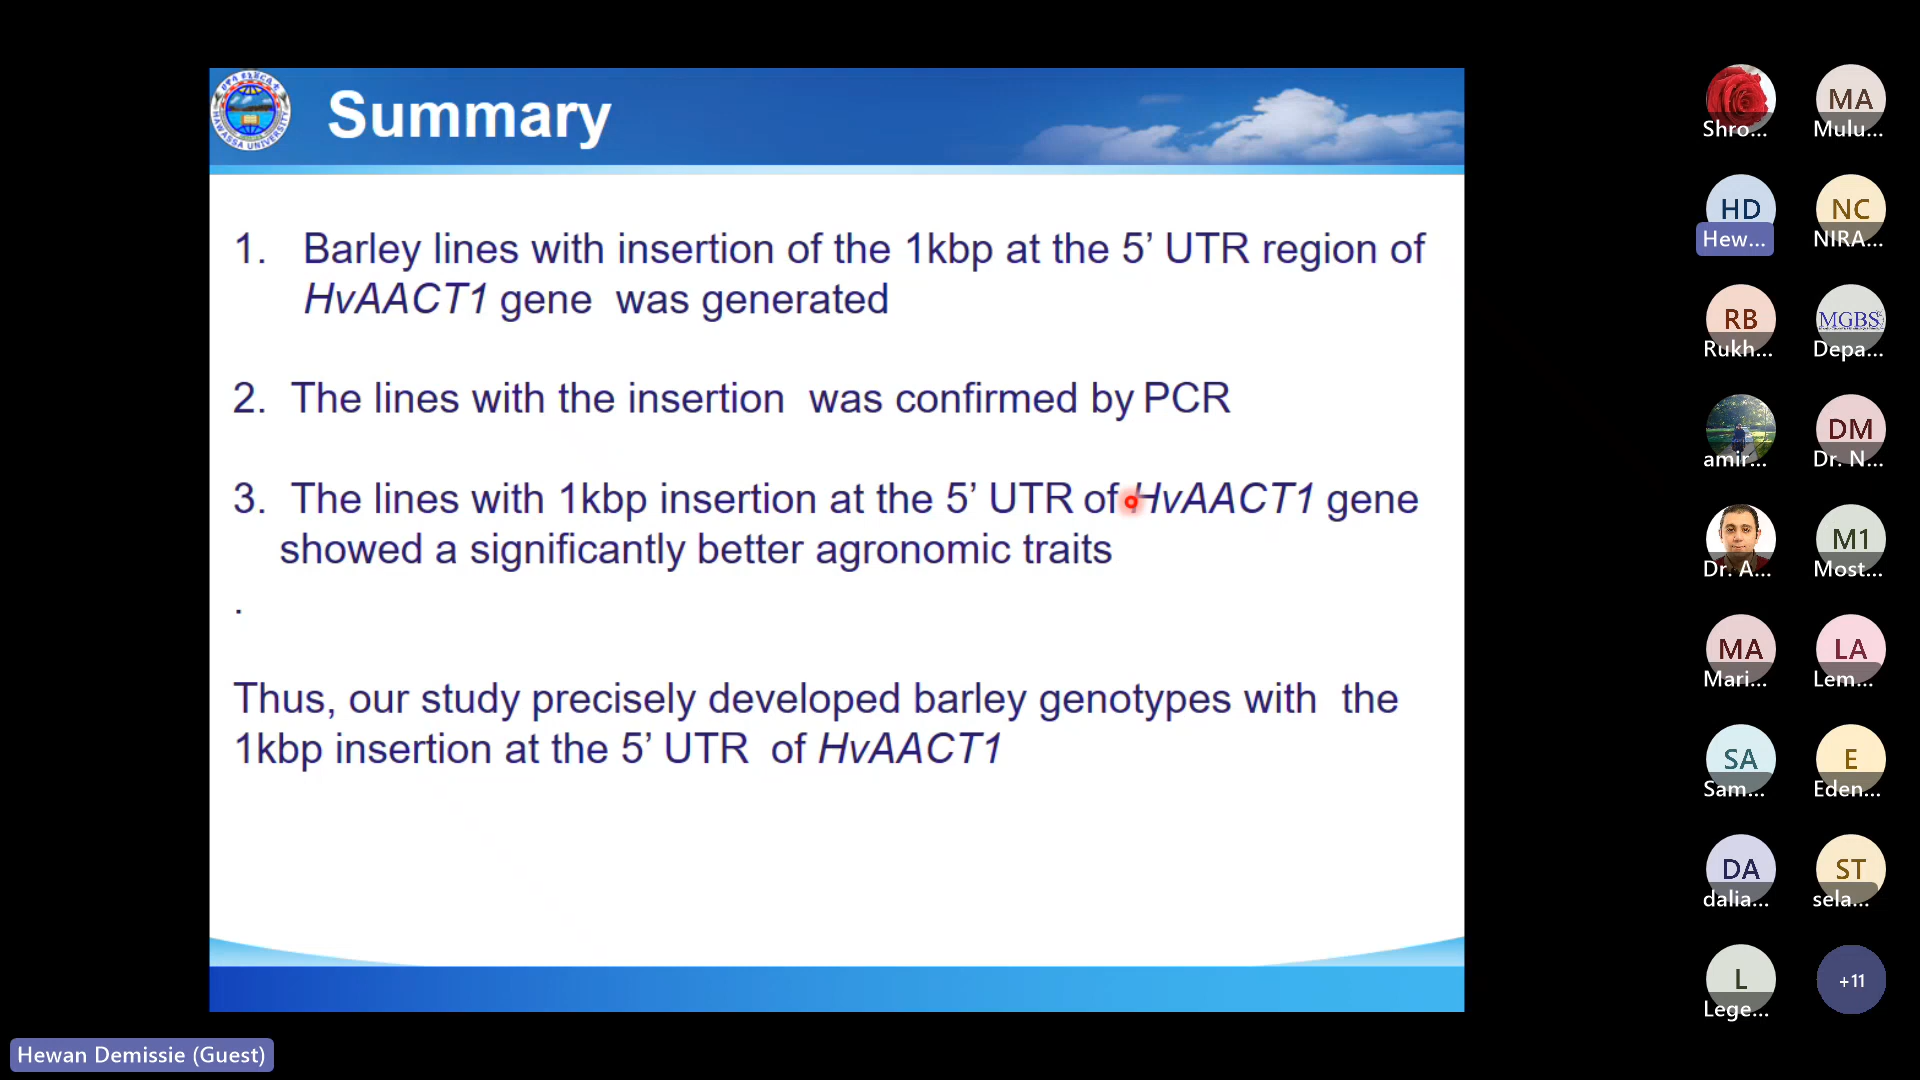 Summary
HAWASSA UNIVERSITY
1. Barley lines with insertion of the 1kbp at the 5’ UTR region of
HvAACT1 gene was generated
2. The lines with the insertion was confirmed by PCR
3. The lines with 1kbp insertion at the 5’ UTR of HvAACT1 gene
showed a significantly better agronomic traits
.
Thus, our study precisely developed barley genotypes with the
1kbp insertion at the 5’ UTR of HvAACT1
Shro...
MA
Mulu...
HD
Hew...
NC
NIRA...
RB
Rukh...
MGBS
Depa...
amir...
DM
Dr. N...
Dr. A...
M1
Most...
MA
Mari...
LA
Lem...
SA
Sam...
E
Eden...
DA
dalia...
ST
sela...
L
Lege...
+11
Hewan Demissie (Guest)